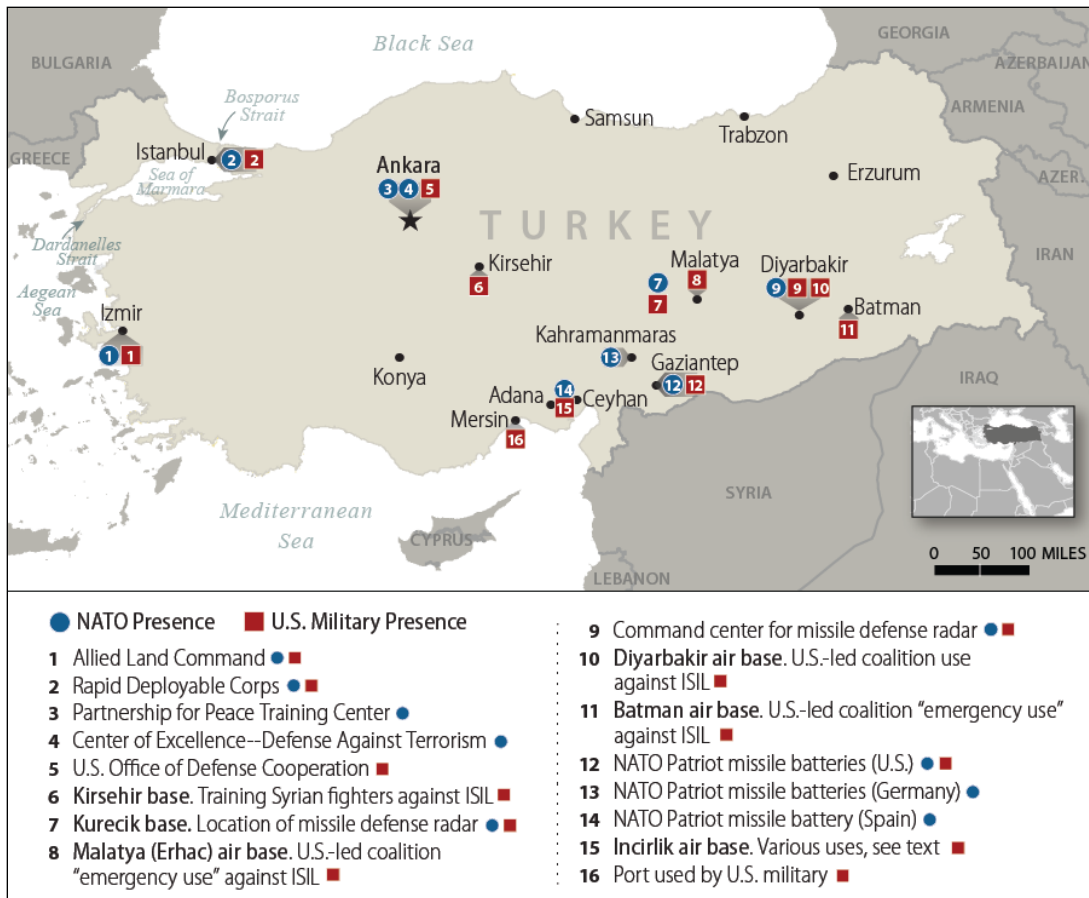 Black Sea
GEORGIA
BULGARIA
AZERBAIJAN
Bosporus
Strait
ARMENIA
Samsun
Trabzon
GREECE
Istanbul
2 2
Sea of
Marmara
Ankara
3 4 5
Erzurum
AZER.
TURKEY
Dardanelles
Strait
IRAN
Kirsehir
6
Malatya
8
7
7
Diyarbakir
9 9 10
Aegean
Sea
Izmir
1 1
Batman
11
Kahramanmaras
13
Konya
Gaziantep
12 12
IRAQ
Adana
14
15
Ceyhan
Mersin
16
SYRIA
Mediterranean
Sea
CYPRUS
LEBANON
0 50 100 MILES
NATO Presence U.S. Military Presence
1 Allied Land Command
2 Rapid Deployable Corps
3 Partnership for Peace Training Center
4 Center of Excellence--Defense Against Terrorism
5 U.S. Office of Defense Cooperation
6 Kirsehir base. Training Syrian fighters against ISIL
7 Kurecik base. Location of missile defense radar
8 Malatya (Erhac) air base. U.S.-led coalition
"emergency use" against ISIL
9 Command center for missile defense radar
10 Diyarbakir air base. U.S.-led coalition use
against ISIL
11 Batman air base. U.S.-led coalition “emergency use”
against ISIL
12 NATO Patriot missile batteries (U.S.)
13 NATO Patriot missile batteries (Germany)
14 NATO Patriot missile battery (Spain)
15 Incirlik air base. Various uses, see text
16 Port used by U.S. military